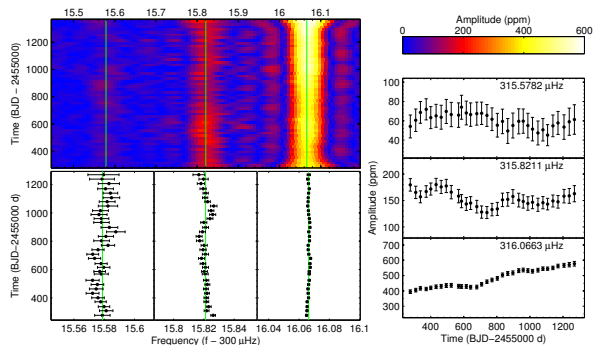 15.5 15.6 15.7 15.8 15.9 16 16.1
Time (BJD − 2455000)
1200
1000
800
600
400
Amplitude (ppm)
0 200 400 600
315.5782 μHz
100
80
60
40
315.8211 μHz
200
150
100
316.0663 μHz
700
600
500
400
300
Amplitude (ppm)
400 600 800 1000 1200
Time (BJD−2455000 d)
Time (BJD−2455000 d)
1200
1000
800
600
400
15.56 15.58 15.6 15.8 15.82 15.84 16.04 16.06 16.08 16.1
Frequency (f − 300 μHz)